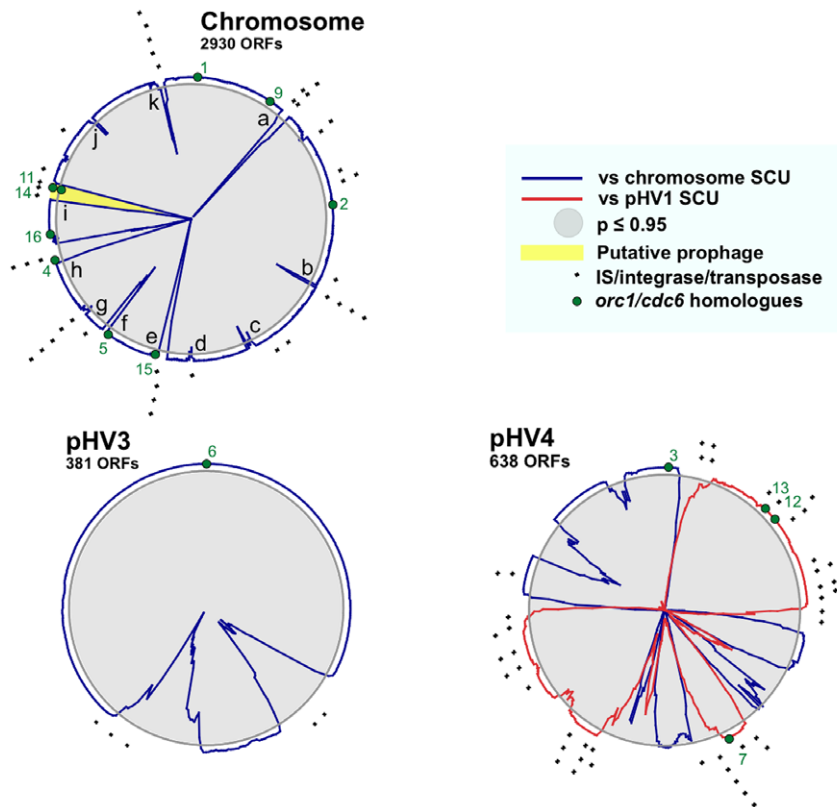 Chromosome
2930 ORFs
1
9
k
a
j
11
14
2
i
16
4
h
b
g
f
5
e
15
d
c
vs chromosome SCU
vs pHV1 SCU
p ≤ 0.95
Putative prophage
IS/integrase/transposase
orc1/cdc6 homologues
pHV3
381 ORFs
6
pHV4
638 ORFs
3
13
12
7